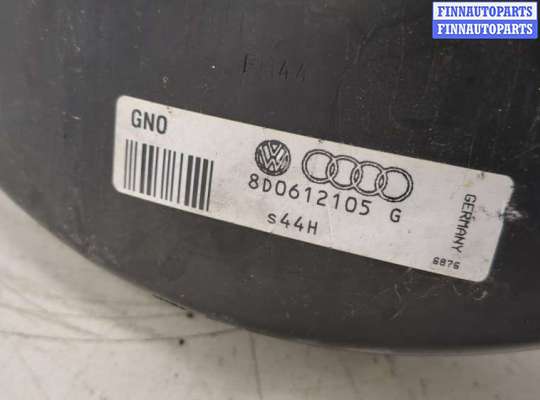 FINNAUTOPARTS
FINNAUTOPARTS
GNO
8D0612105 G
s44H
GERMANY
6876